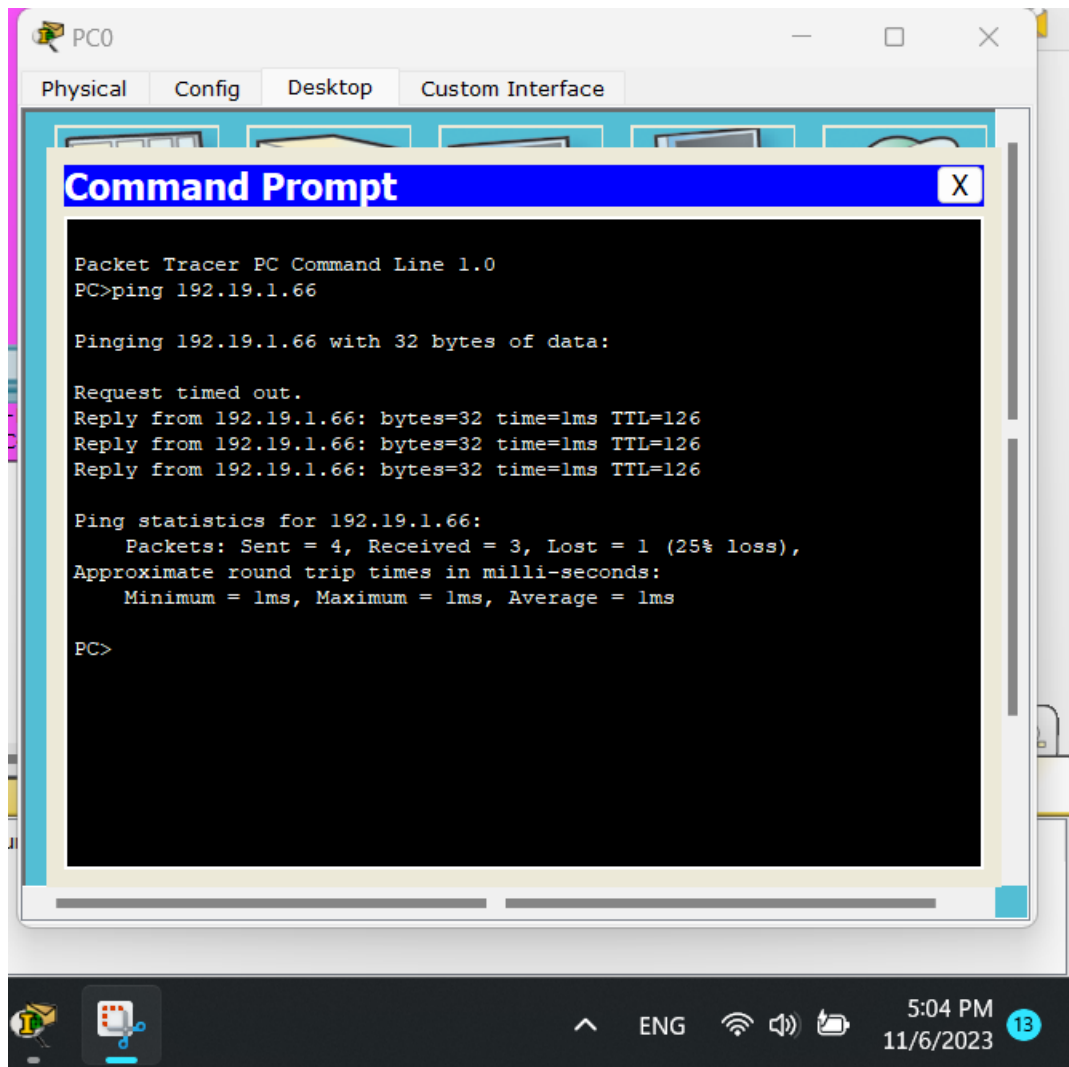 PC0
Physical Config Desktop Custom Interface
Command Prompt X
Packet Tracer PC Command Line 1.0
PC>ping 192.19.1.66
Pinging 192.19.1.66 with 32 bytes of data:
Request timed out.
Reply from 192.19.1.66: bytes=32 time=1ms TTL=126
Reply from 192.19.1.66: bytes=32 time=1ms TTL=126
Reply from 192.19.1.66: bytes=32 time=1ms TTL=126
Ping statistics for 192.19.1.66:
Packets: Sent = 4, Received = 3, Lost = 1 (25% loss),
Approximate round trip times in milli-seconds:
Minimum = 1ms, Maximum = 1ms, Average = 1ms
PC>
ENG
5:04 PM
11/6/2023
13